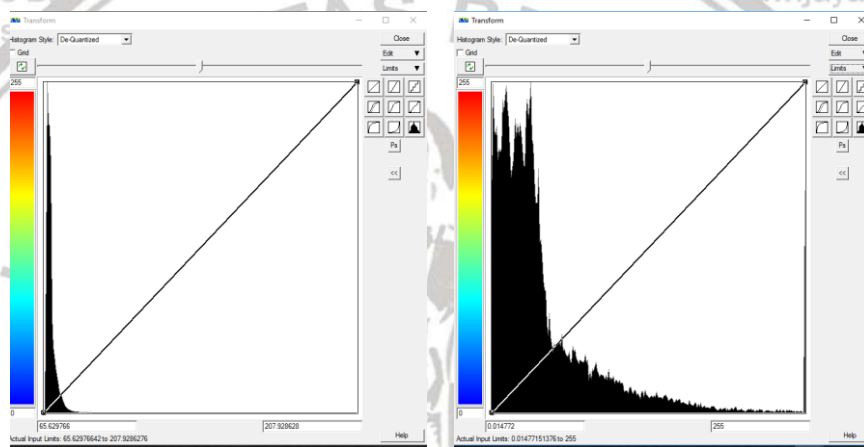 Transform
Histogram Style: De-Quantized
Close
Grid
Edit
Limits
255
Ps
<<
0
65.629766
207.928628
Actual Input Limits: 65.62976642 to 207.9286276
Help
Transform
Histogram Style: De-Quantized
Close
Grid
Edit
Limits
255
Ps
<<
0
0.014772
255
Actual Input Limits: 0.01477151376 to 255
Help